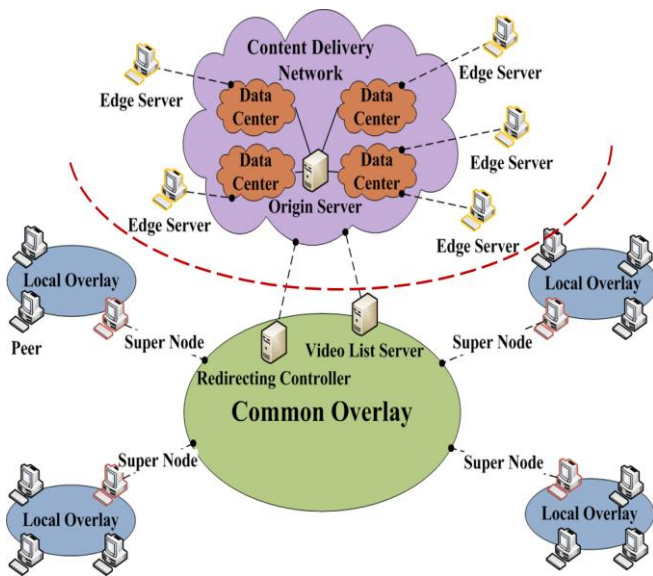 Content Delivery
Network
Edge Server
Edge Server
Data
Center
Data
Center
Edge Server
Data
Center
Data
Center
Origin Server
Edge Server
Edge Server
Local Overlay
Local Overlay
Peer
Super Node
Video List Server
Super Node
Redirecting Controller
Common Overlay
Super Node
Super Node
Local Overlay
Local Overlay